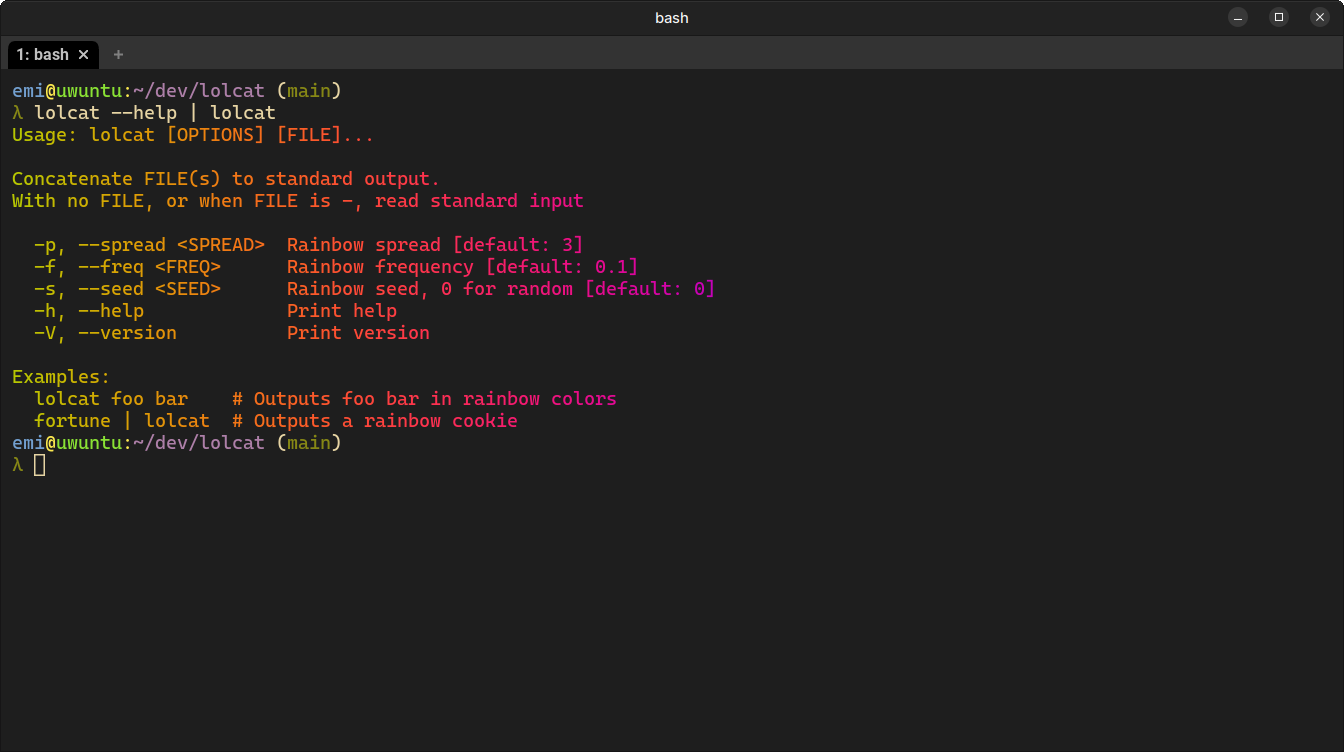 bash
1: bash × +
emi@uwuntu:~/dev/lolcat (main)
λ lolcat --help | lolcat
Usage: lolcat [OPTIONS] [FILE]...
Concatenate FILE(s) to standard output.
With no FILE, or when FILE is -, read standard input
-p, --spread <SPREAD>  Rainbow spread [default: 3]
-f, --freq <FREQ>      Rainbow frequency [default: 0.1]
-s, --seed <SEED>      Rainbow seed, 0 for random [default: 0]
-h, --help             Print help
-V, --version          Print version
Examples:
lolcat foo bar    # Outputs foo bar in rainbow colors
fortune | lolcat  # Outputs a rainbow cookie
emi@uwuntu:~/dev/lolcat (main)
λ